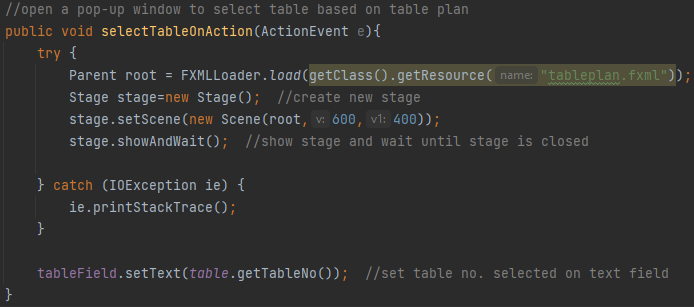 //open a pop-up window to select table based on table plan
public void selectTableOnAction(ActionEvent e){
try {
Parent root = FXMLLoader.load(getClass().getResource( name: "tableplan.fxml"));
Stage stage=new Stage();  //create new stage
stage.setScene(new Scene(root, v: 600, v1: 400));
stage.showAndWait();  //show stage and wait until stage is closed
} catch (IOException ie) {
ie.printStackTrace();
}
tableField.setText(table.getTableNo());  //set table no. selected on text field
}